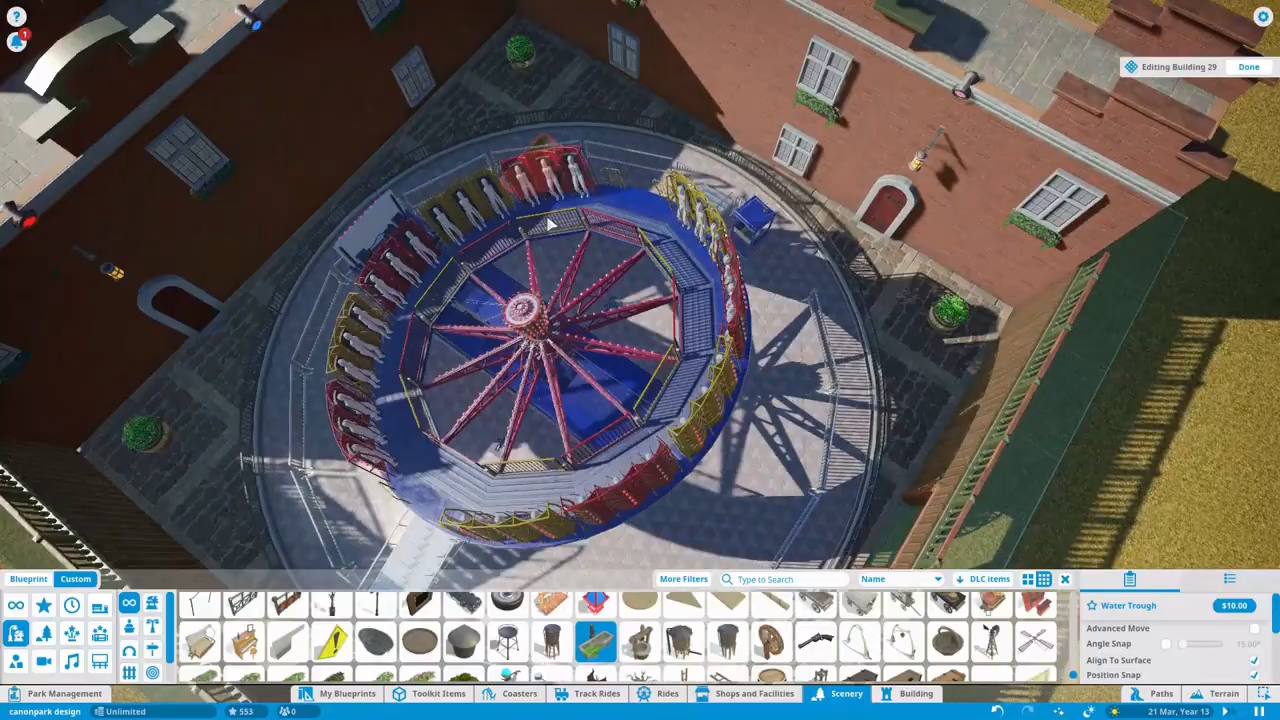 ?
1
Editing Building 29 Done
Blueprint Custom More Filters Type to Search Name DLC items
Water Trough $10.00
Advanced Move
Angle Snap 15.00°
Align To Surface
Position Snap
Park Management My Blueprints Toolkit Items Coasters Track Rides Rides Shops and Facilities Scenery Building Paths Terrain
canonpark design Unlimited 553 0 21 Mar, Year 13